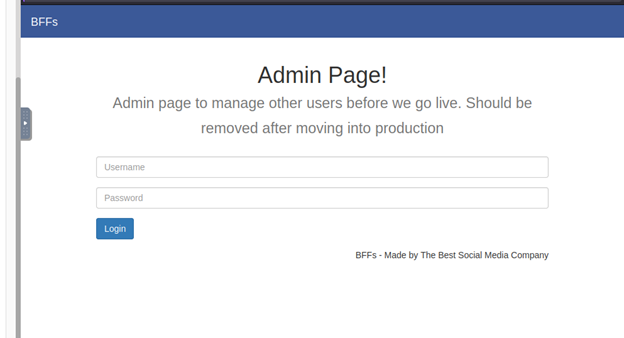 BFFs
Admin Page!
Admin page to manage other users before we go live. Should be
removed after moving into production
Username
Password
Login
BFFs - Made by The Best Social Media Company